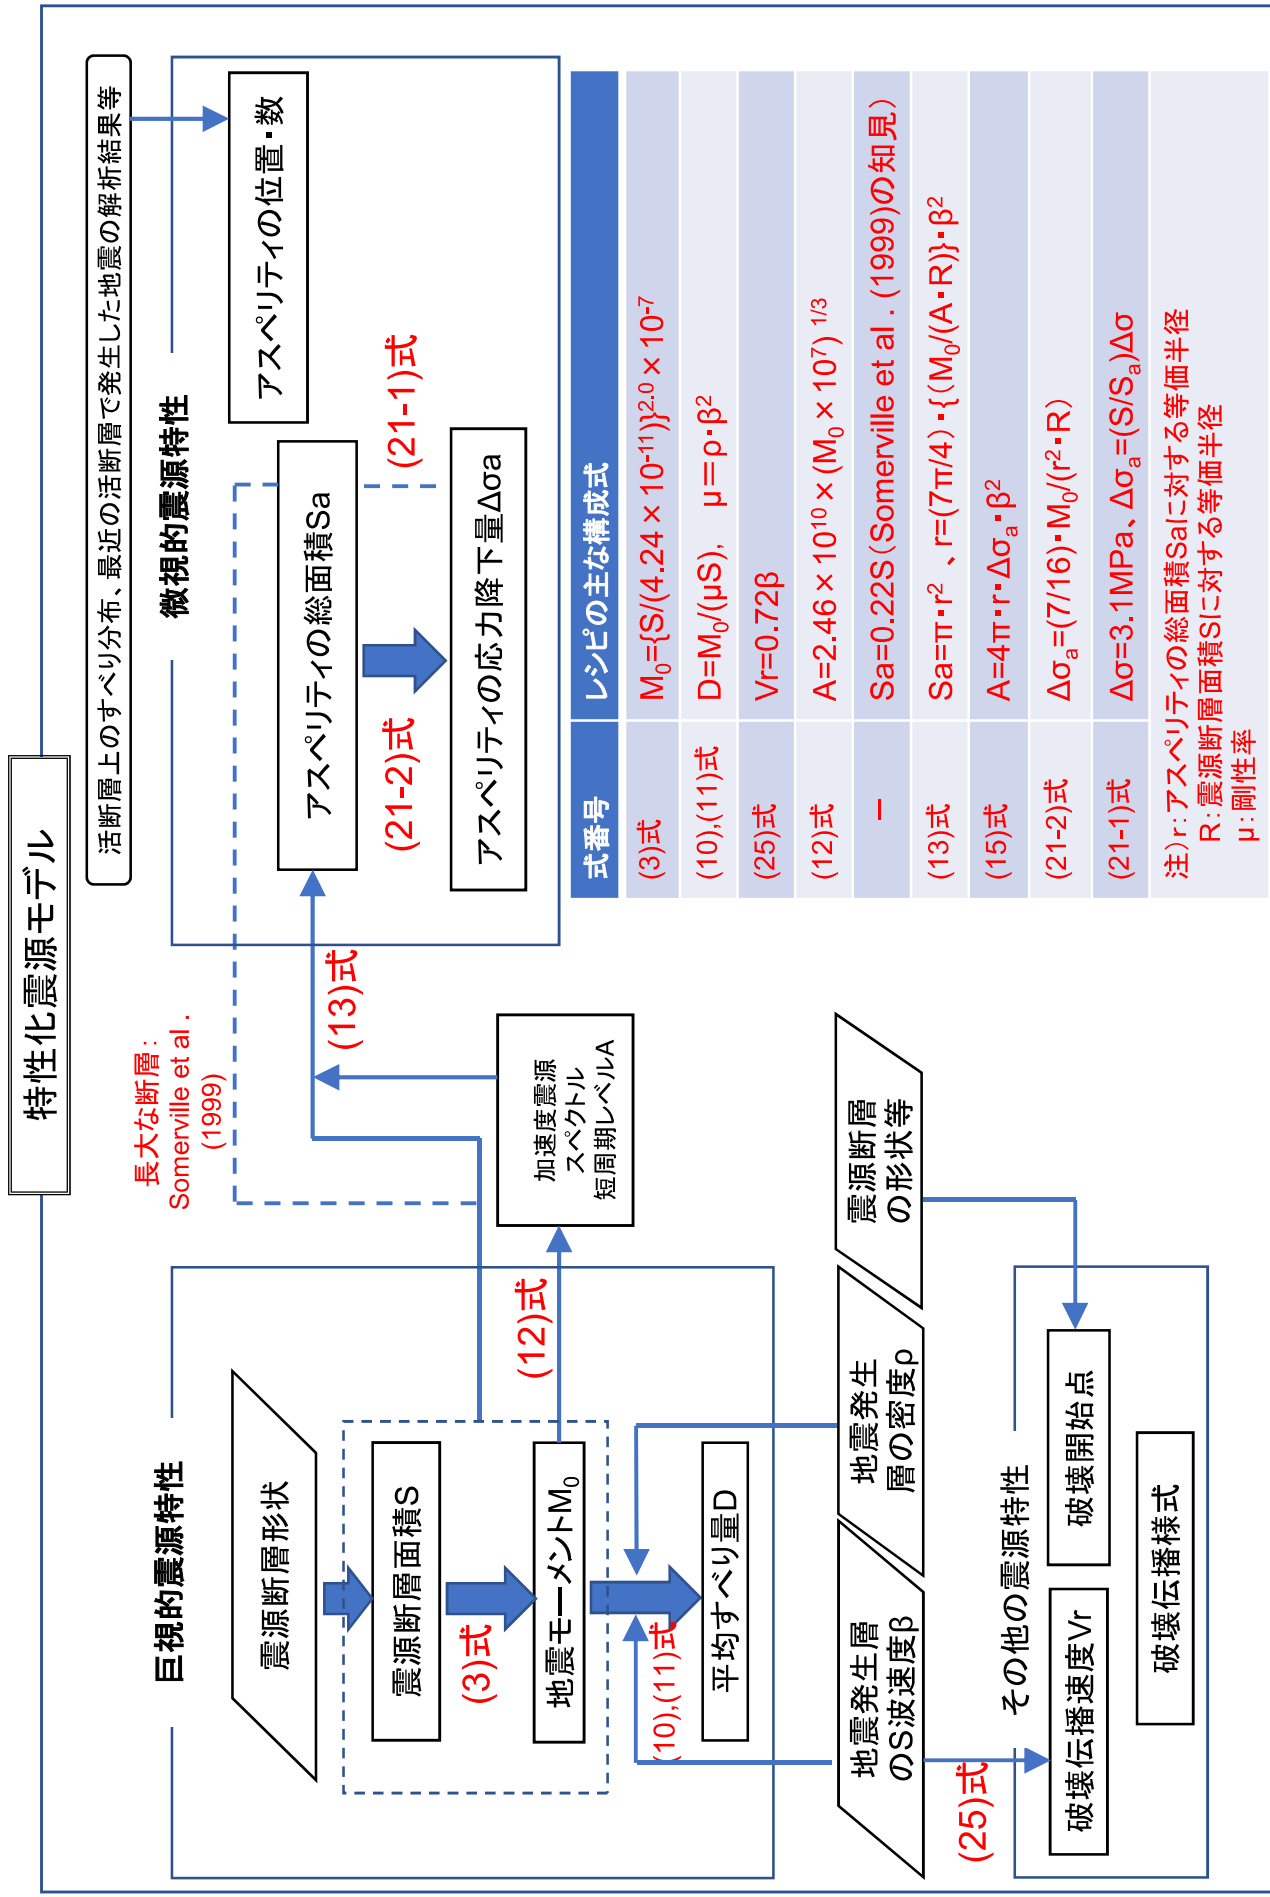 特性化震源モデル
巨視的震源特性
震源断層形状
震源断層面積S
(3)式
地震モーメントM₀
(10),(11)式
平均すべり量D
(12)式
加速度震源
スペクトル
短周期レベルA
長大な断層:
Somerville et al .
(1999)
(13)式
活断層上のすべり分布、最近の活断層で発生した地震の解析結果等
微視的震源特性
アスペリティの位置・数
アスペリティの総面積Sa
(21-2)式
(21-1)式
アスペリティの応力降下量Δσa
地震発生層
のS波速度β
地震発生
層の密度ρ
震源断層
の形状等
(25)式
その他の震源特性
破壊伝播速度Vr
破壊開始点
破壊伝播様式
式番号 レシピの主な構成式
(3)式 M₀={S/(4.24×10⁻¹¹)}²·⁰×10⁻⁷
(10),(11)式 D=M₀/(μS), μ=ρ・β²
(25)式 Vr=0.72β
(12)式 A=2.46×10¹⁰×(M₀×10⁷) ¹/³
− Sa=0.22S(Somerville et al . (1999)の知見)
(13)式 Sa=π・r² 、r=(7π/4)・{(M₀/(A・R)}・β²
(15)式 A=4π・r・Δσₐ・β²
(21-2)式 Δσₐ=(7/16)・M₀/(r²・R)
(21-1)式 Δσ=3.1MPa、Δσₐ=(S/Sₐ)Δσ
注)r:アスペリティの総面積Saに対する等価半径
R:震源断層面積Sに対する等価半径
μ:剛性率